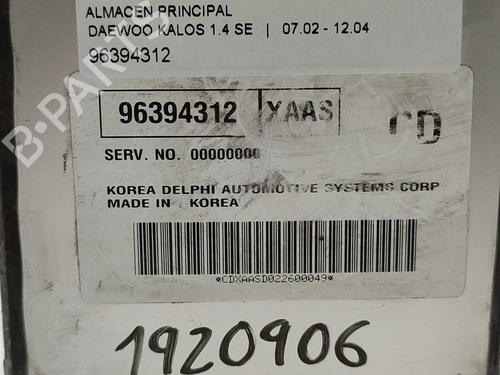 ALMACEN PRINCIPAL
DAEWOO KALOS 1.4 SE | 07.02 - 12.04
96394312
B-PARTS
96394312 XAAS CD
SERV. NO. 00000000
KOREA DELPHI AUTOMOTIVE SYSTEMS CORP
MADE IN KOREA
*CDXAASD022600049*
1920906